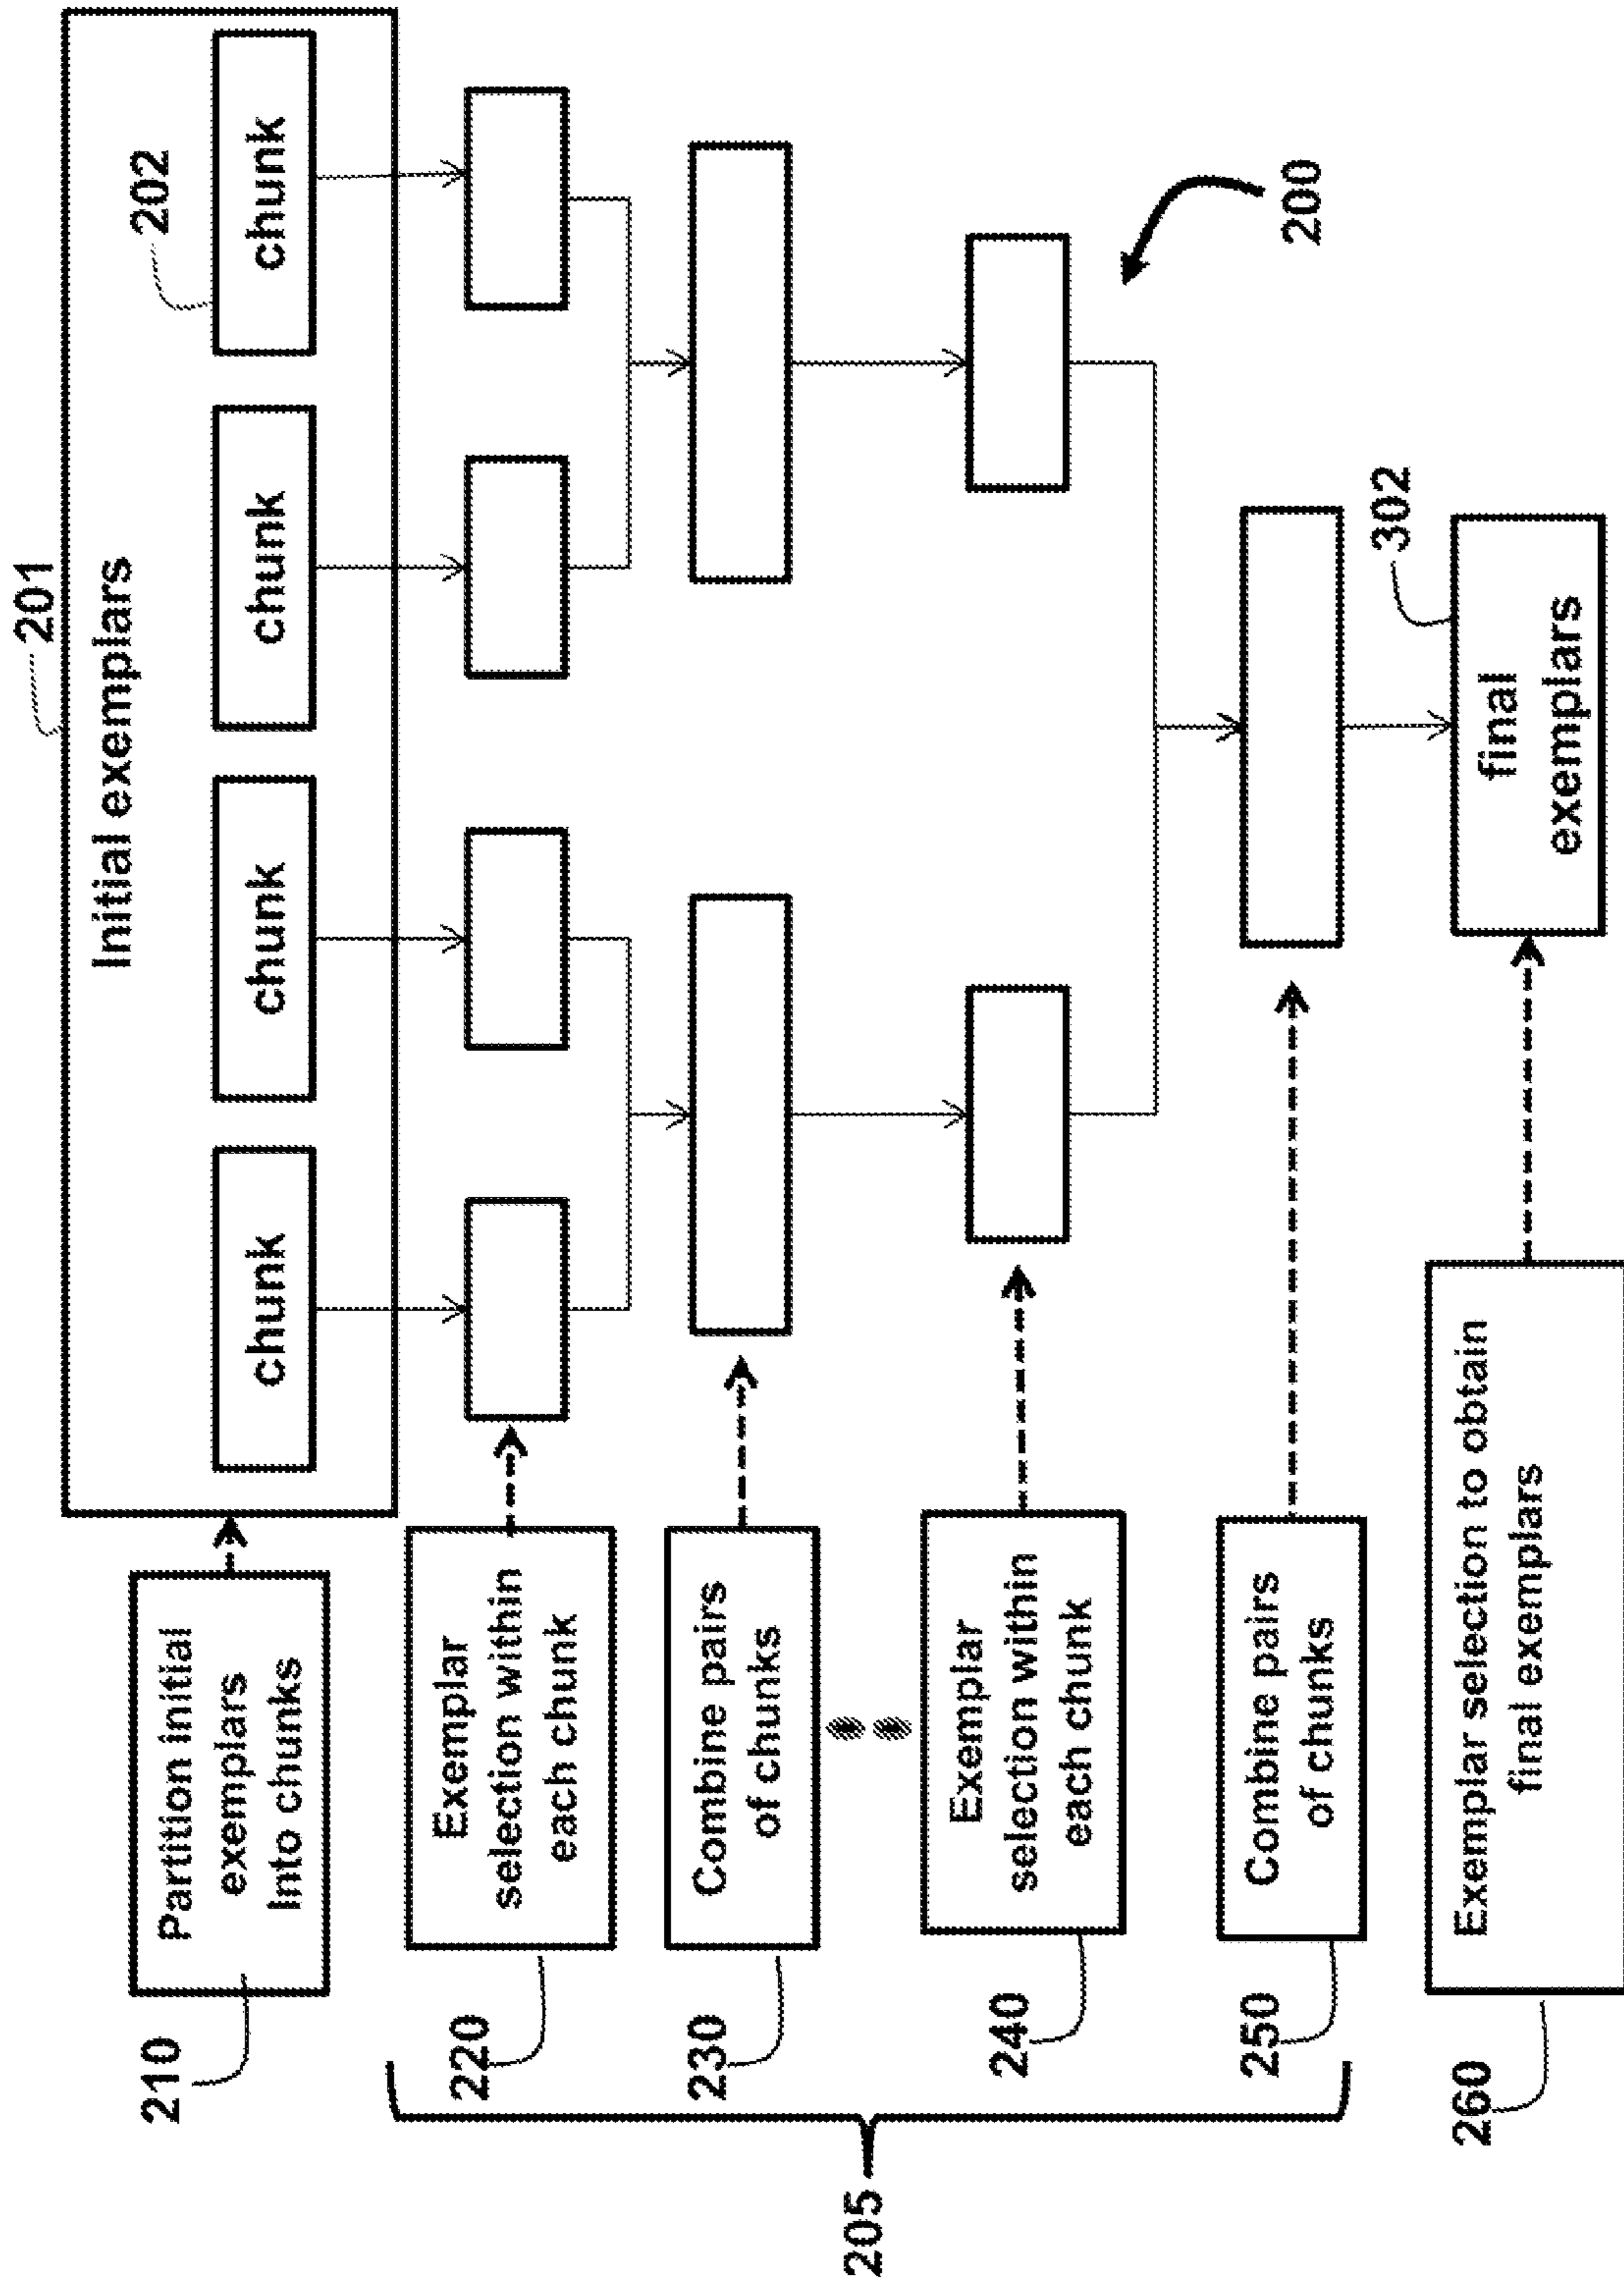 201
Initial exemplars
202
chunk
chunk
chunk
chunk
210
Partition initial
exemplars
Into chunks
220
Exemplar
selection within
each chunk
230
Combine pairs
of chunks
240
Exemplar
selection within
each chunk
250
Combine pairs
of chunks
205
200
260
Exemplar selection to obtain
final exemplars
302
final
exemplars